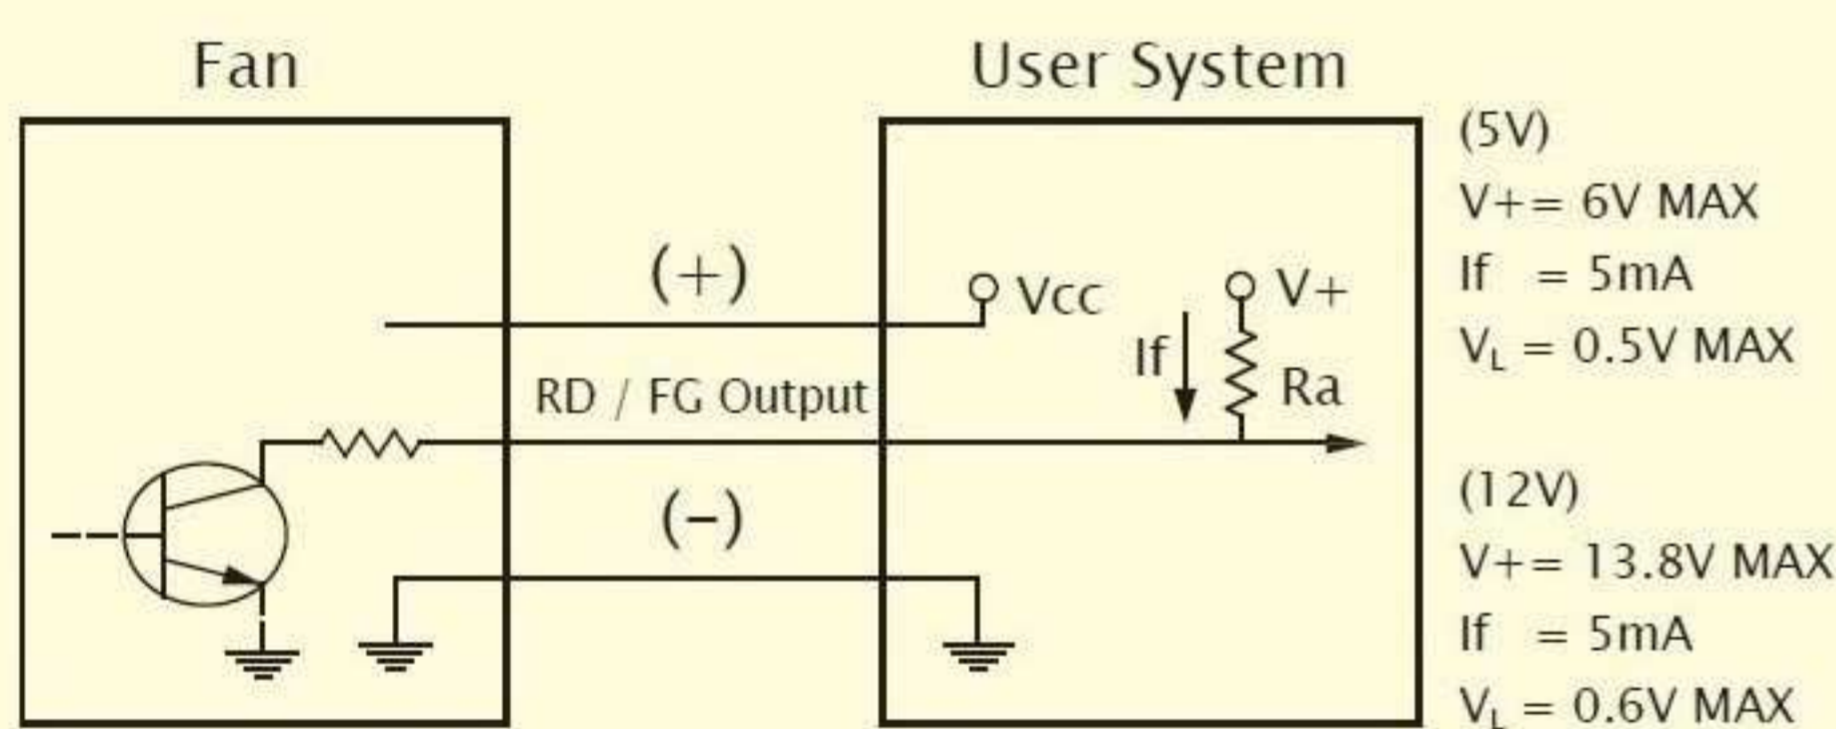 Fan
User System
(+)
Vcc
V+
If
Ra
RD / FG Output
(–)
(5V)
V+= 6V MAX
If = 5mA
VL = 0.5V MAX
(12V)
V+= 13.8V MAX
If = 5mA
VL = 0.6V MAX